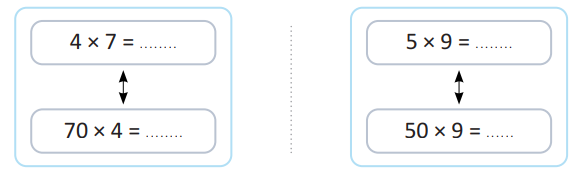 4 × 7 = ........
70 × 4 = ........
5 × 9 = ........
50 × 9 = ......